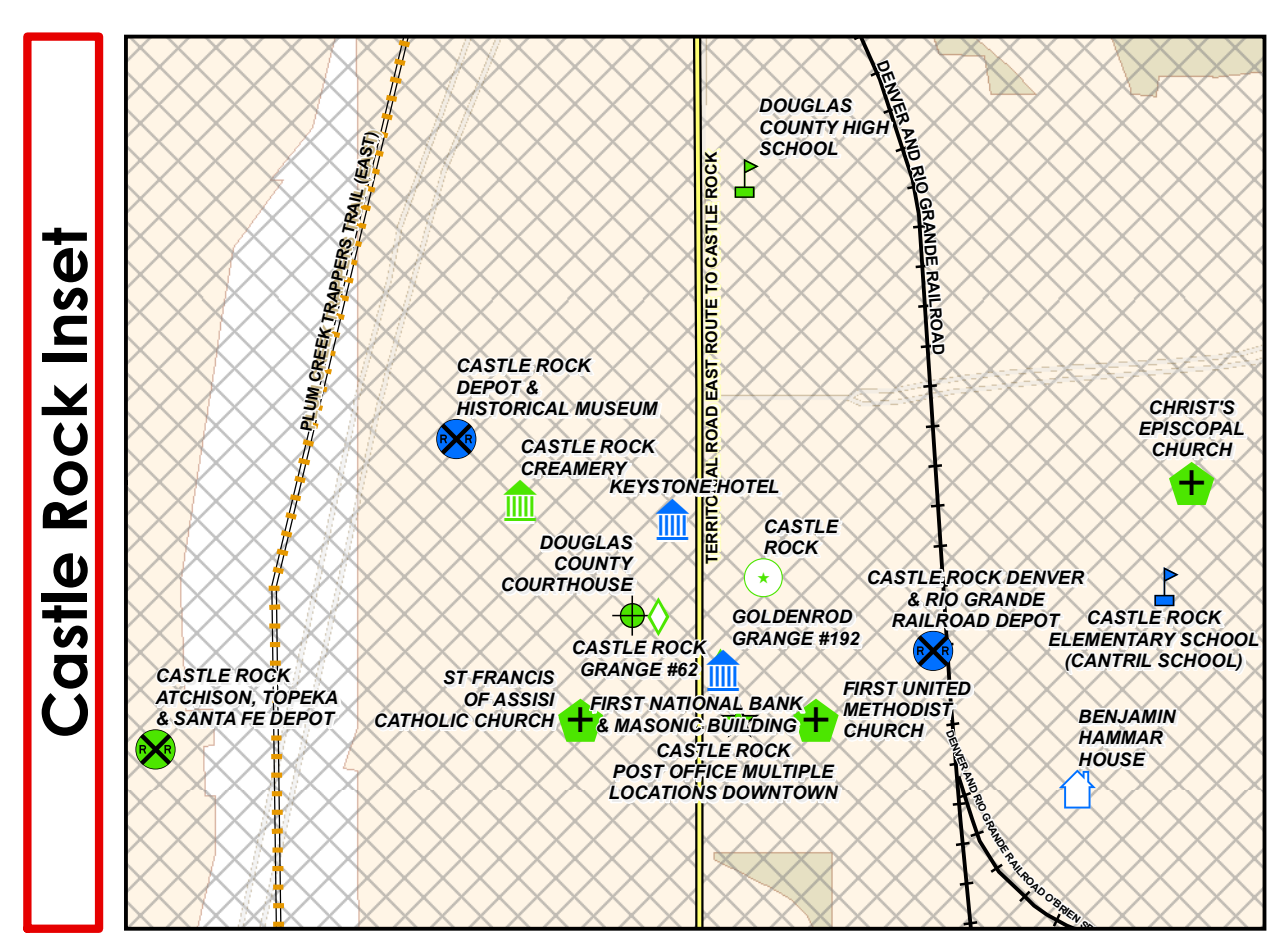 Castle Rock Inset
DOUGLAS
COUNTY HIGH
SCHOOL
DENVER AND RIO GRANDE RAILROAD
PLUM CREEK TRAPPERS TRAIL (EAST)
TERRITORIAL ROAD EAST ROUTE TO CASTLE ROCK
CASTLE ROCK
DEPOT &
HISTORICAL MUSEUM
R R
CASTLE ROCK
CREAMERY
KEYSTONE HOTEL
CHRIST'S
EPISCOPAL
CHURCH
CASTLE
ROCK
DOUGLAS
COUNTY
COURTHOUSE
CASTLE ROCK DENVER
& RIO GRANDE
RAILROAD DEPOT
R R
CASTLE ROCK
ELEMENTARY SCHOOL
(CANTRIL SCHOOL)
GOLDENROD
GRANGE #192
CASTLE ROCK
GRANGE #62
CASTLE ROCK
ATCHISON, TOPEKA
& SANTA FE DEPOT
R R
ST FRANCIS
OF ASSISI
CATHOLIC CHURCH
FIRST NATIONAL BANK
& MASONIC BUILDING
FIRST UNITED
METHODIST
CHURCH
CASTLE ROCK
POST OFFICE MULTIPLE
LOCATIONS DOWNTOWN
BENJAMIN
HAMMAR
HOUSE
DENVER AND RIO GRANDE RAILROAD O'BRIEN